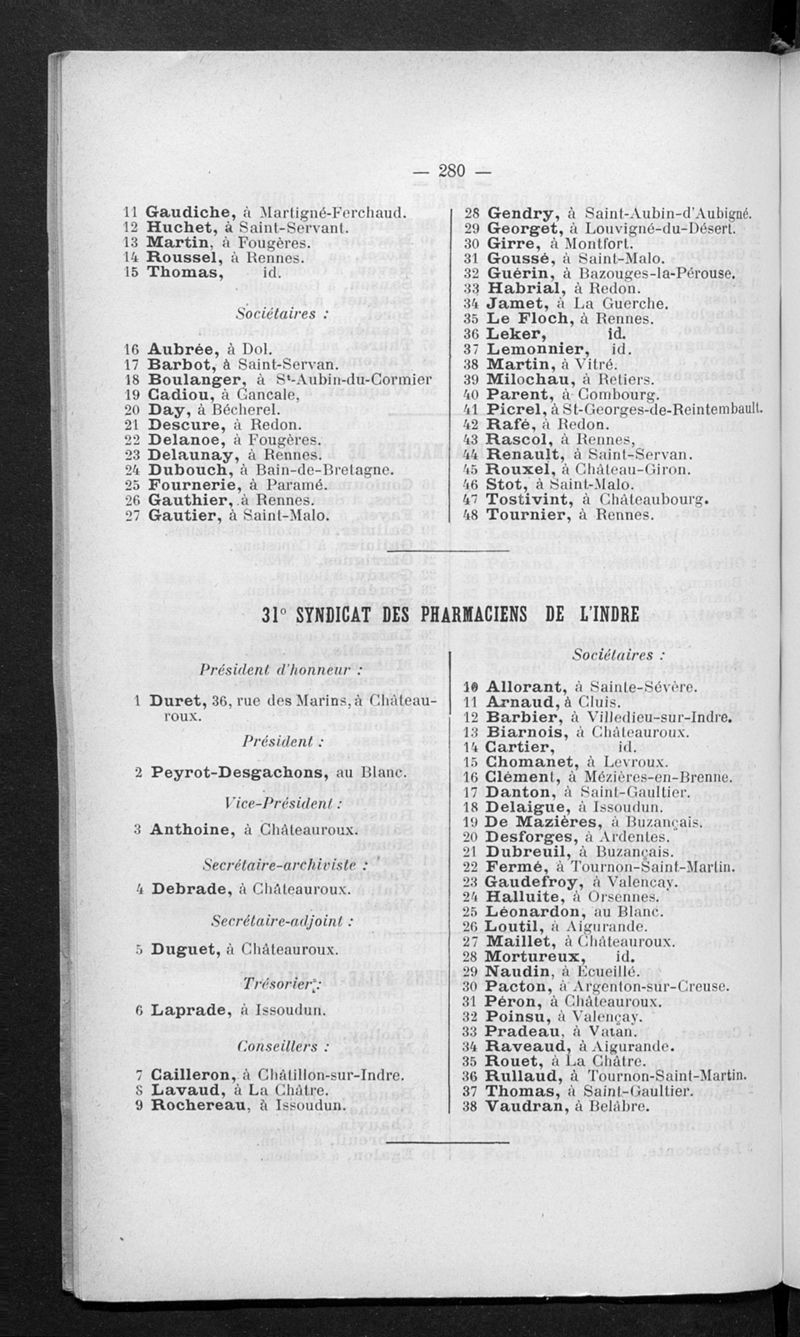 — 280 —
11 Gaudiche, à Martigné-Ferchaud.
12 Huchet, à Saint-Servant.
13 Martin, à Fougères.
14 Roussel, à Rennes.
15 Thomas, id.
Sociétaires :
16 Aubrée, à Dol.
17 Barbot, à Saint-Servan.
18 Boulanger, à St-Aubin-du-Cormier
19 Cadiou, à Cancale,
20 Day, à Bécherel.
21 Descure, à Redon.
22 Delanoe, à Fougères.
23 Delaunay, à Rennes.
24 Dubouch, à Bain-de-Bretagne.
25 Fournerie, à Paramé.
26 Gauthier, à Rennes.
27 Gautier, à Saint-Malo.
28 Gendry, à Saint-Aubin-d'Aubigné.
29 Georget, à Louvigné-du-Désert.
30 Girre, à Montfort.
31 Goussé, à Saint-Malo.
32 Guérin, à Bazouges-la-Pérouse.
33 Habrial, à Redon.
34 Jamet, à La Guerche.
35 Le Floch, à Rennes.
36 Leker, id.
37 Lemonnier, id.
38 Martin, à Vitré.
39 Milochau, à Retiers.
40 Parent, à Combourg.
41 Picrel, à St-Georges-de-Reintembault.
42 Rafé, à Redon.
43 Rascol, à Rennes,
44 Renault, à Saint-Servan.
45 Rouxel, à Château-Giron.
46 Stot, à Saint-Malo.
47 Tostivint, à Châteaubourg.
48 Tournier, à Rennes.
31° SYNDICAT DES PHARMACIENS DE L'INDRE
Président d'honneur :
1 Duret, 36, rue des Marins, à Château-
roux.
Président :
2 Peyrot-Desgachons, au Blanc.
Vice-Président :
3 Anthoine, à Châteauroux.
Secrétaire-archiviste :
4 Debrade, à Châteauroux.
Secrétaire-adjoint :
5 Duguet, à Châteauroux.
Trésorier :
6 Laprade, à Issoudun.
Conseillers :
7 Cailleron, à Châtillon-sur-Indre.
8 Lavaud, à La Châtre.
9 Rochereau, à Issoudun.
Sociétaires :
10 Allorant, à Sainte-Sévère.
11 Arnaud, à Cluis.
12 Barbier, à Villedieu-sur-Indre.
13 Biarnois, à Châteauroux.
14 Cartier, id.
15 Chomanet, à Levroux.
16 Clément, à Mézières-en-Brenne.
17 Danton, à Saint-Gaultier.
18 Delaigue, à Issoudun.
19 De Mazières, à Buzançais.
20 Desforges, à Ardentes.
21 Dubreuil, à Buzançais.
22 Fermé, à Tournon-Saint-Martin.
23 Gaudefroy, à Valencay.
24 Halluite, à Orsennes.
25 Léonardon, au Blanc.
26 Loutil, à Aigurande.
27 Maillet, à Châteauroux.
28 Mortureux, id.
29 Naudin, à Ecueillé.
30 Pacton, à Argenton-sur-Creuse.
31 Péron, à Châteauroux.
32 Poinsu, à Valençay.
33 Pradeau, à Vatan.
34 Raveaud, à Aigurande.
35 Rouet, à La Châtre.
36 Rullaud, à Tournon-Saint-Martin.
37 Thomas, à Saint-Gaultier.
38 Vaudran, à Belâbre.